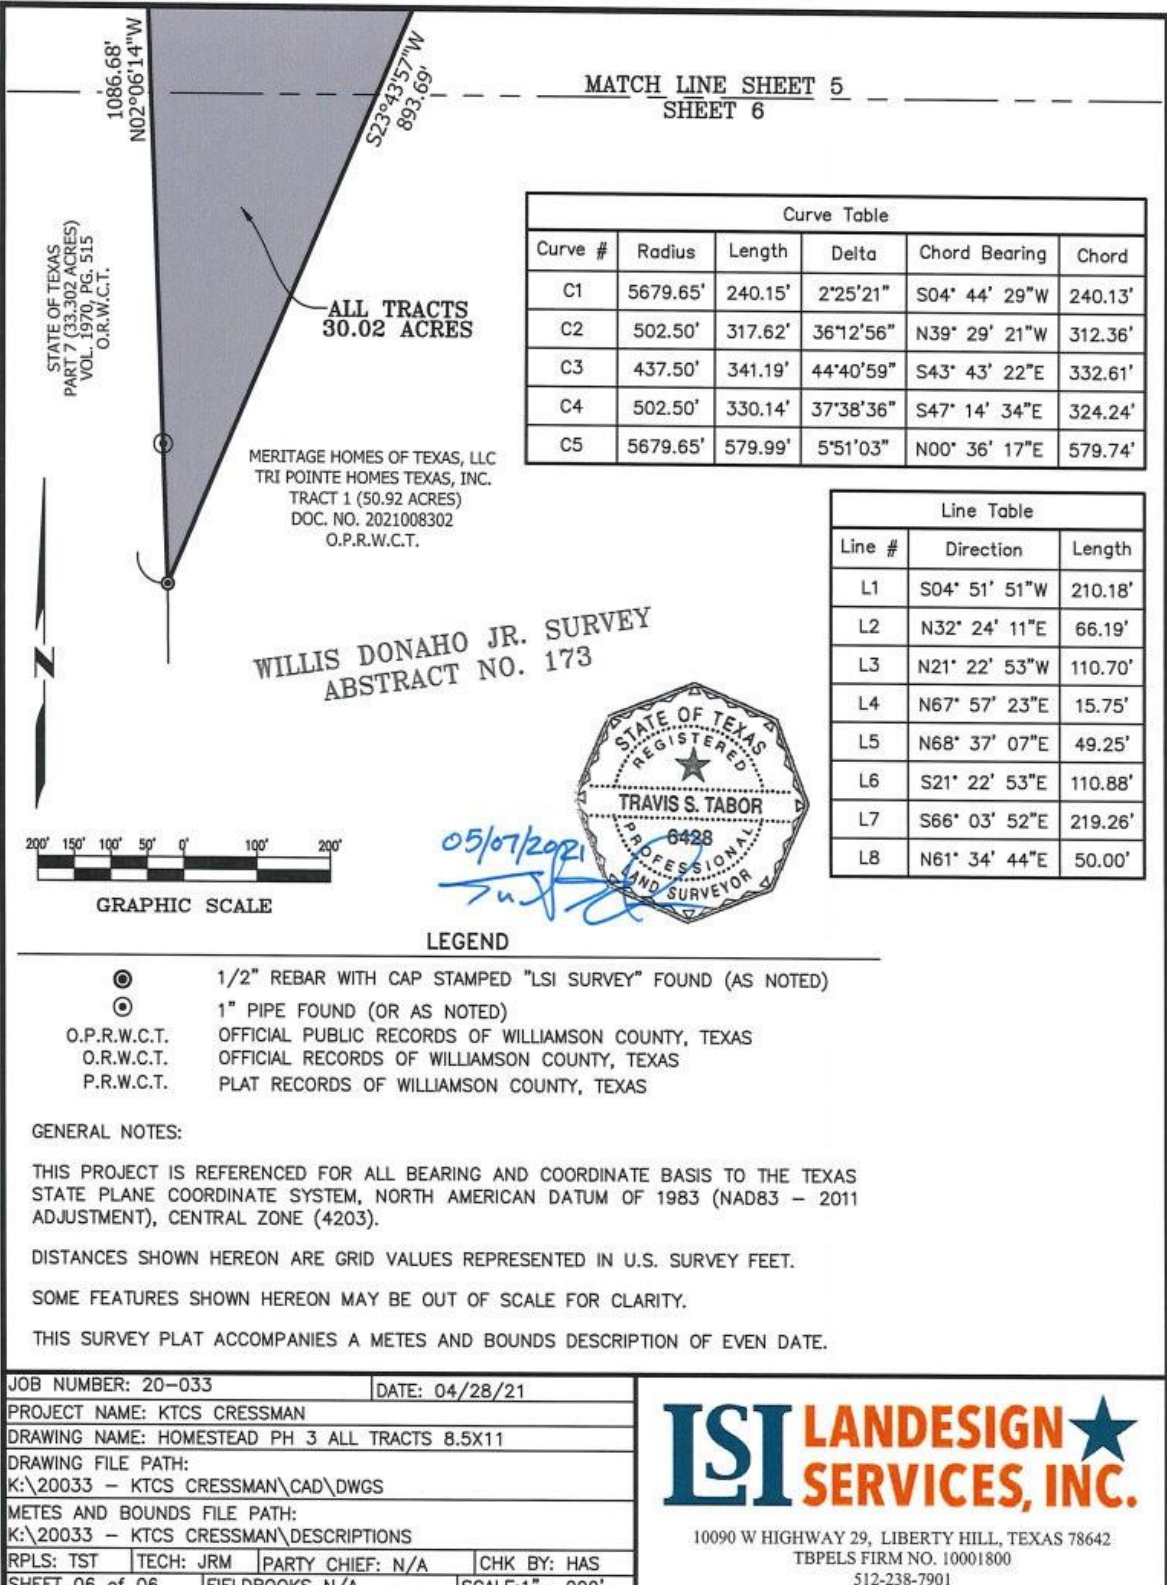 1086.68'
N02°06'14"W
S23°43'57"W
893.69'
MATCH LINE SHEET 5
SHEET 6
STATE OF TEXAS
PART 7 (33.302 ACRES)
VOL. 1970, PG. 515
O.R.W.C.T.
ALL TRACTS
30.02 ACRES
Curve Table
Curve # Radius Length Delta Chord Bearing Chord
C1 5679.65' 240.15' 2°25'21" S04° 44' 29"W 240.13'
C2 502.50' 317.62' 36°12'56" N39° 29' 21"W 312.36'
C3 437.50' 341.19' 44°40'59" S43° 43' 22"E 332.61'
C4 502.50' 330.14' 37°38'36" S47° 14' 34"E 324.24'
C5 5679.65' 579.99' 5°51'03" N00° 36' 17"E 579.74'
MERITAGE HOMES OF TEXAS, LLC
TRI POINTE HOMES TEXAS, INC.
TRACT 1 (50.92 ACRES)
DOC. NO. 2021008302
O.P.R.W.C.T.
Line Table
Line # Direction Length
L1 S04° 51' 51"W 210.18'
L2 N32° 24' 11"E 66.19'
L3 N21° 22' 53"W 110.70'
L4 N67° 57' 23"E 15.75'
L5 N68° 37' 07"E 49.25'
L6 S21° 22' 53"E 110.88'
L7 S66° 03' 52"E 219.26'
L8 N61° 34' 44"E 50.00'
N
WILLIS DONAHO JR. SURVEY
ABSTRACT NO. 173
STATE OF TEXAS
REGISTERED
TRAVIS S. TABOR
6428
PROFESSIONAL
LAND SURVEYOR
05/07/2021
200' 150' 100' 50' 0' 100' 200'
GRAPHIC SCALE
LEGEND
1/2" REBAR WITH CAP STAMPED "LSI SURVEY" FOUND (AS NOTED)
1" PIPE FOUND (OR AS NOTED)
O.P.R.W.C.T. OFFICIAL PUBLIC RECORDS OF WILLIAMSON COUNTY, TEXAS
O.R.W.C.T. OFFICIAL RECORDS OF WILLIAMSON COUNTY, TEXAS
P.R.W.C.T. PLAT RECORDS OF WILLIAMSON COUNTY, TEXAS
GENERAL NOTES:
THIS PROJECT IS REFERENCED FOR ALL BEARING AND COORDINATE BASIS TO THE TEXAS
STATE PLANE COORDINATE SYSTEM, NORTH AMERICAN DATUM OF 1983 (NAD83 – 2011
ADJUSTMENT), CENTRAL ZONE (4203).
DISTANCES SHOWN HEREON ARE GRID VALUES REPRESENTED IN U.S. SURVEY FEET.
SOME FEATURES SHOWN HEREON MAY BE OUT OF SCALE FOR CLARITY.
THIS SURVEY PLAT ACCOMPANIES A METES AND BOUNDS DESCRIPTION OF EVEN DATE.
JOB NUMBER: 20-033 DATE: 04/28/21
PROJECT NAME: KTCS CRESSMAN
DRAWING NAME: HOMESTEAD PH 3 ALL TRACTS 8.5X11
DRAWING FILE PATH:
K:\20033 – KTCS CRESSMAN\CAD\DWGS
METES AND BOUNDS FILE PATH:
K:\20033 – KTCS CRESSMAN\DESCRIPTIONS
RPLS: TST TECH: JRM PARTY CHIEF: N/A CHK BY: HAS
SHEET 06 of 06 FIELDBOOKS N/A SCALE:1"
LSI LANDESIGN
SERVICES, INC.
10090 W HIGHWAY 29, LIBERTY HILL, TEXAS 78642
TBPELS FIRM NO. 10001800
512-238-7901